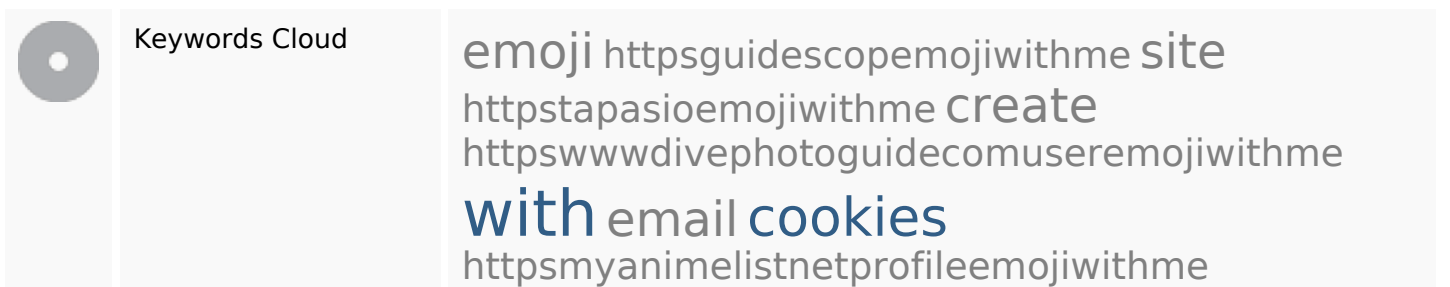 Keywords Cloud
emoji httpsguidescopemojiwithme site
httpstapasioemojiwithme create
httpswwwdivephotoguidecomuseremojiwithme
with email cookies
httpsmyanimelistnetprofileemojiwithme